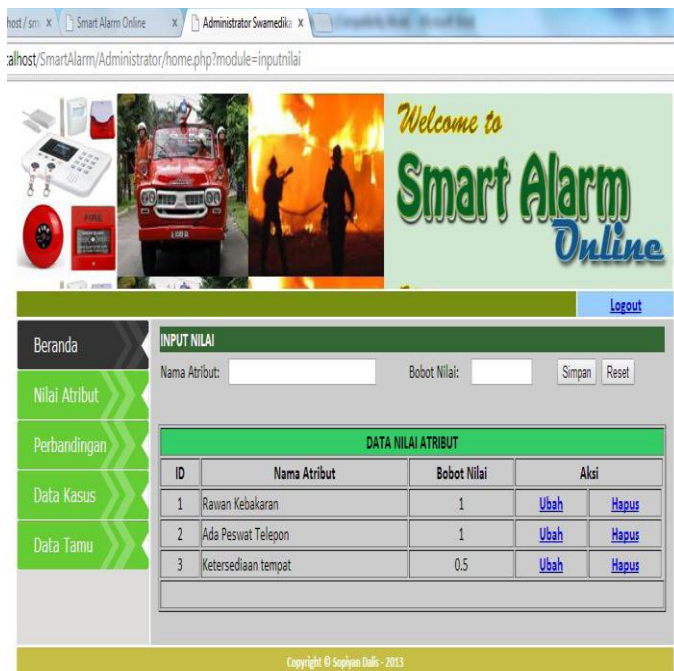 host / sm
Smart Alarm Online
Administrator Swamedika
alhost/SmartAlarm/Administrator/home.php?module=inputnilai
FIRE
Welcome to
Smart Alarm
Online
Logout
Beranda
Nilai Atribut
Perbandingan
Data Kasus
Data Tamu
INPUT NILAI
Nama Atribut: Bobot Nilai: Simpan Reset
DATA NILAI ATRIBUT
ID Nama Atribut Bobot Nilai Aksi
1 Rawan Kebakaran 1 Ubah Hapus
2 Ada Peswat Telepon 1 Ubah Hapus
3 Ketersediaan tempat 0.5 Ubah Hapus
Copyright © Sopiyan Dalis - 2013